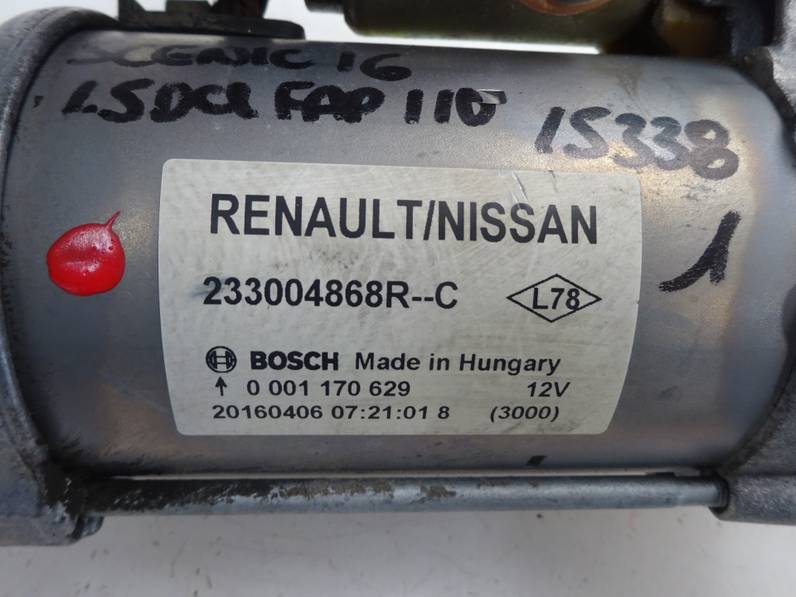 SCENIC 16
1.5DCI FAP 110
15338
1
RENAULT/NISSAN
233004868R--C
L78
BOSCH Made in Hungary
↑ 0 001 170 629 12V
20160406 07:21:01 8 (3000)